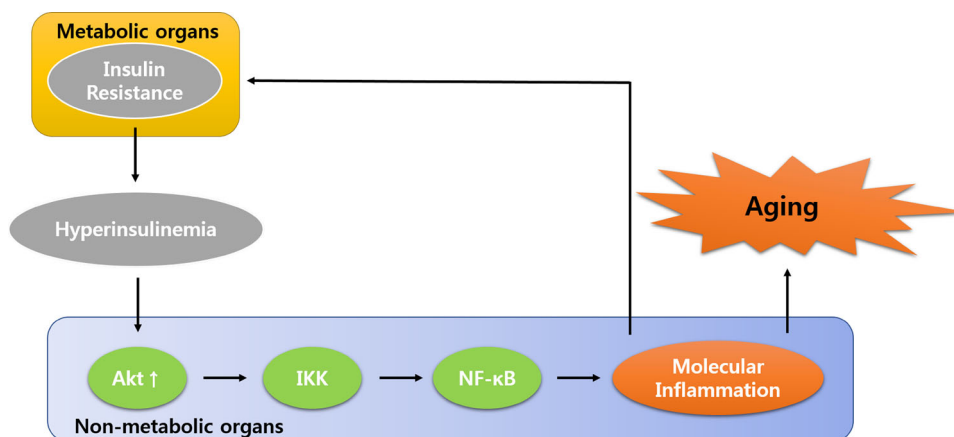 Metabolic organs
Insulin
Resistance
Hyperinsulinemia
Aging
Akt ↑
IKK
NF-κB
Molecular
Inflammation
Non-metabolic organs